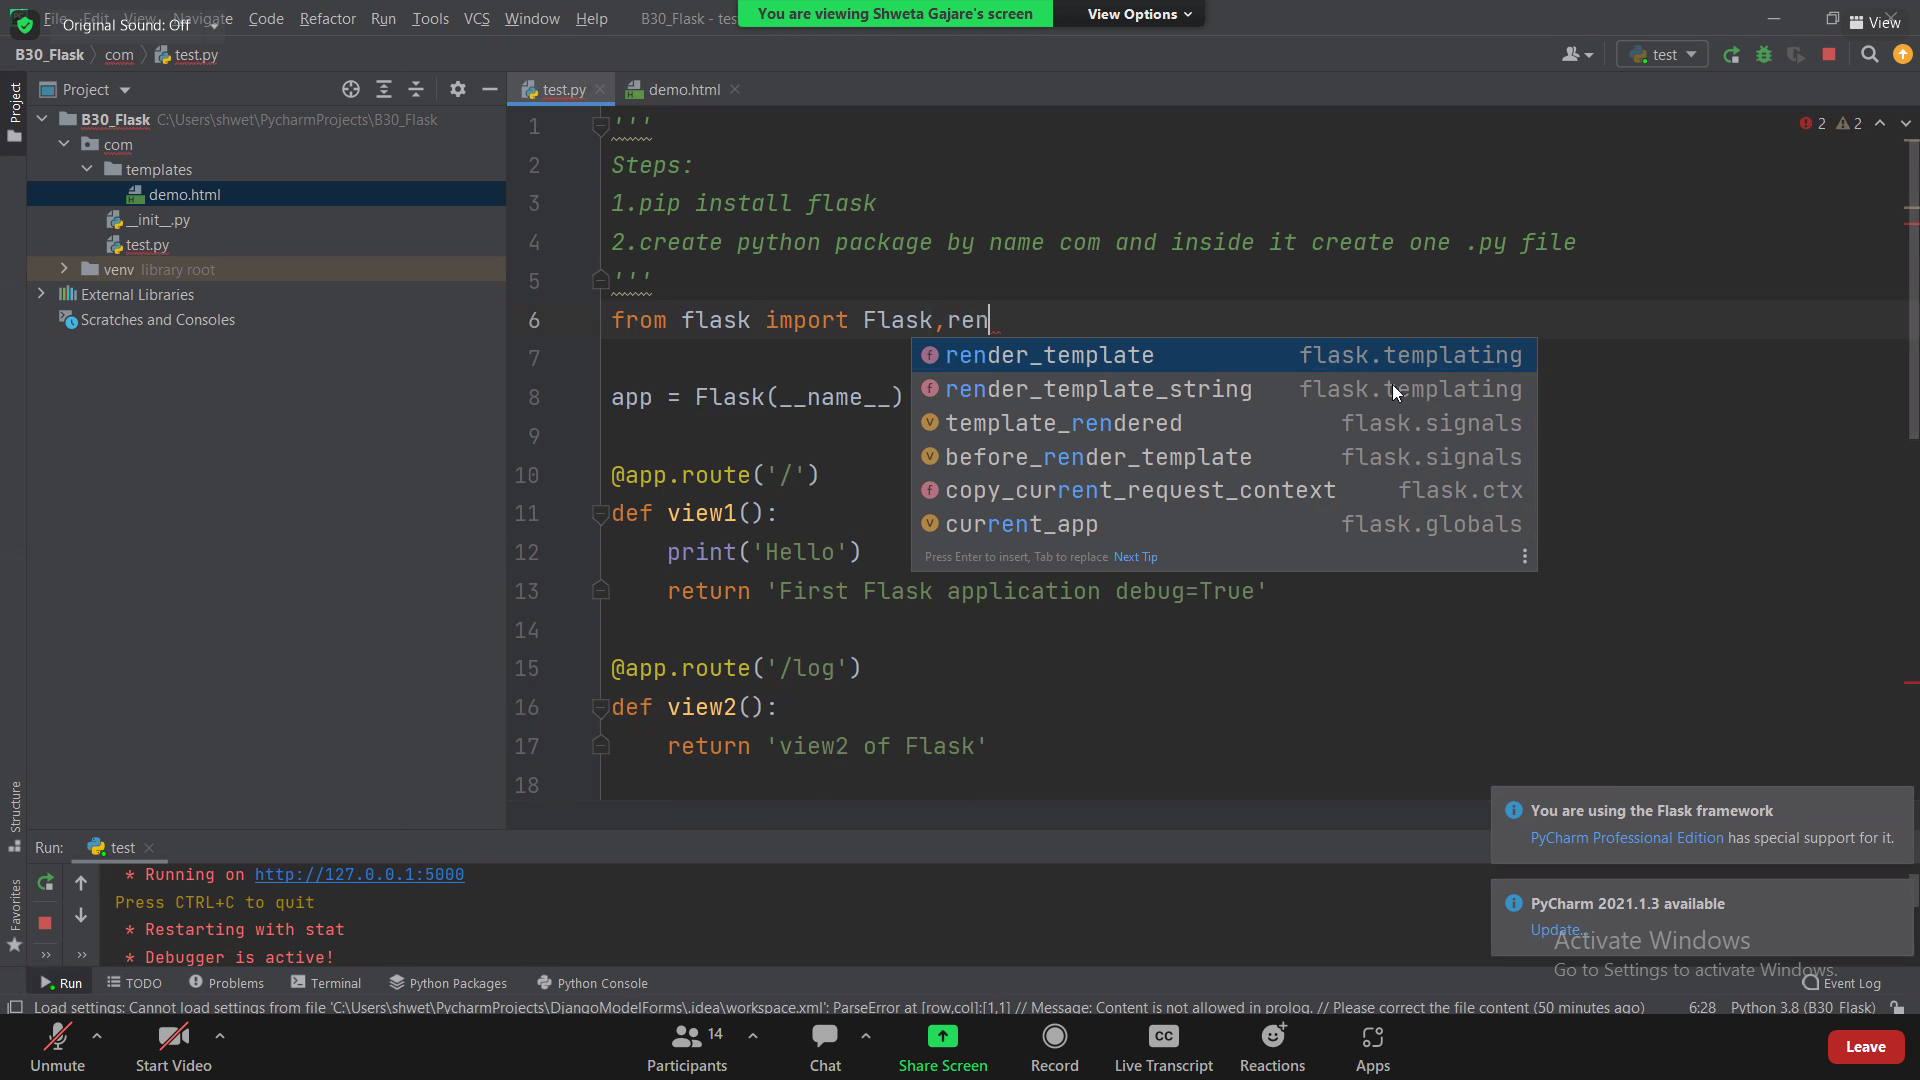 File Edit View Navigate Code Refactor Run Tools VCS Window Help B30_Flask - tes
Original Sound: Off
You are viewing Shweta Gajare's screen View Options
View
B30_Flask com test.py
test
Project
Project
test.py demo.html
B30_Flask C:\Users\shwet\PycharmProjects\B30_Flask
com
templates
demo.html
__init__.py
test.py
venv library root
External Libraries
Scratches and Consoles
2 2
1 '''
2 Steps:
3 1.pip install flask
4 2.create python package by name com and inside it create one .py file
5 '''
6 from flask import Flask,ren
7
8 app = Flask(__name__)
9
10 @app.route('/')
11 def view1():
12 print('Hello')
13 return 'First Flask application debug=True'
14
15 @app.route('/log')
16 def view2():
17 return 'view2 of Flask'
18
render_template flask.templating
render_template_string flask.templating
template_rendered flask.signals
before_render_template flask.signals
copy_current_request_context flask.ctx
current_app flask.globals
Press Enter to insert, Tab to replace Next Tip
Structure
Favorites
You are using the Flask framework
PyCharm Professional Edition has special support for it.
PyCharm 2021.1.3 available
Update...
Activate Windows
Go to Settings to activate Windows.
Run: test
* Running on http://127.0.0.1:5000
Press CTRL+C to quit
* Restarting with stat
* Debugger is active!
Run TODO Problems Terminal Python Packages Python Console Event Log
Load settings: Cannot load settings from file 'C:\Users\shwet\PycharmProjects\DjangoModelForms\.idea\workspace.xml': ParseError at [row,col]:[1,1] // Message: Content is not allowed in prolog. // Please correct the file content (50 minutes ago) 6:28 Python 3.8 (B30_Flask)
Unmute Start Video Participants 14 Chat Share Screen Record Live Transcript Reactions Apps Leave
CC